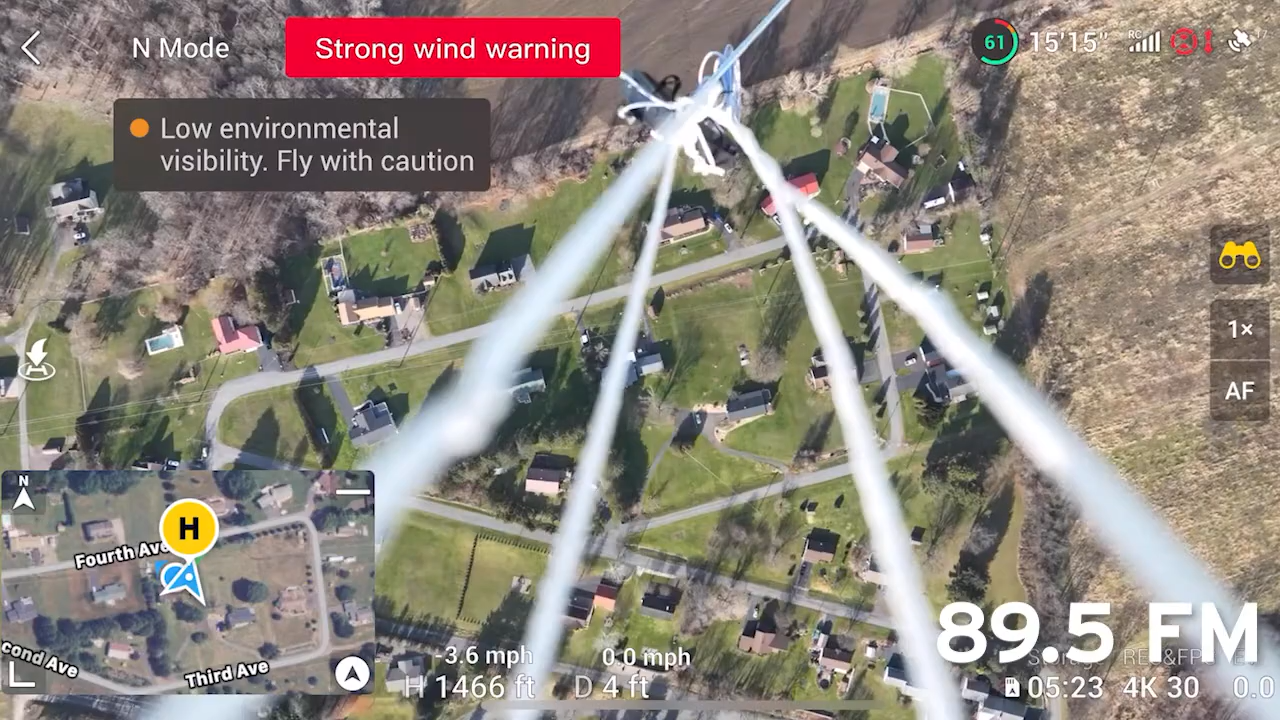 N Mode
Strong wind warning
61
15'15"
RC
Low environmental
visibility. Fly with caution
1×
AF
N
H
Fourth Ave
cond Ave
Third Ave
-3.6 mph
0.0 mph
H 1466 ft
D 4 ft
89.5 FM
05:23
4K 30
0.0